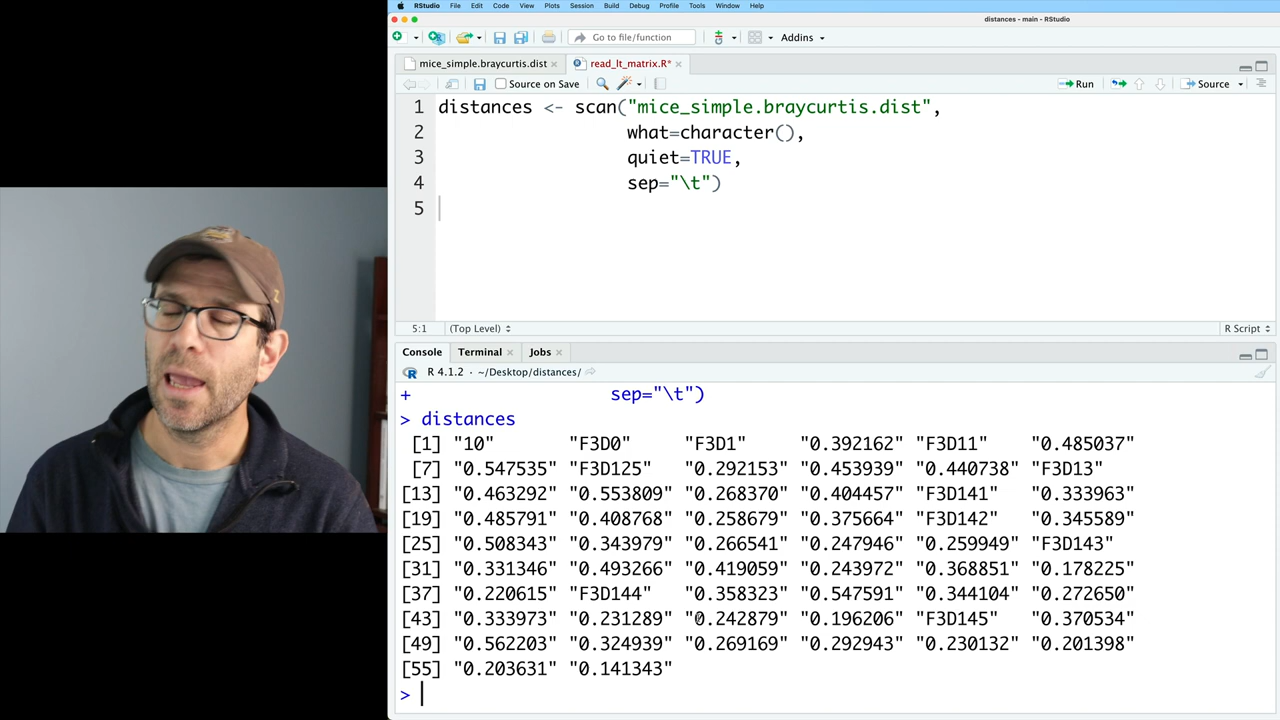 RStudio File Edit Code View Plots Session Build Debug Profile Tools Window Help
distances - main - RStudio
Go to file/function Addins
mice_simple.braycurtis.dist read_lt_matrix.R*
Source on Save Run Source
1 distances <- scan("mice_simple.braycurtis.dist",
2 what=character(),
3 quiet=TRUE,
4 sep="\t")
5
5:1 (Top Level) R Script
Console Terminal Jobs
R 4.1.2 · ~/Desktop/distances/
+ sep="\t")
> distances
[1] "10" "F3D0" "F3D1" "0.392162" "F3D11" "0.485037"
[7] "0.547535" "F3D125" "0.292153" "0.453939" "0.440738" "F3D13"
[13] "0.463292" "0.553809" "0.268370" "0.404457" "F3D141" "0.333963"
[19] "0.485791" "0.408768" "0.258679" "0.375664" "F3D142" "0.345589"
[25] "0.508343" "0.343979" "0.266541" "0.247946" "0.259949" "F3D143"
[31] "0.331346" "0.493266" "0.419059" "0.243972" "0.368851" "0.178225"
[37] "0.220615" "F3D144" "0.358323" "0.547591" "0.344104" "0.272650"
[43] "0.333973" "0.231289" "0.242879" "0.196206" "F3D145" "0.370534"
[49] "0.562203" "0.324939" "0.269169" "0.292943" "0.230132" "0.201398"
[55] "0.203631" "0.141343"
>